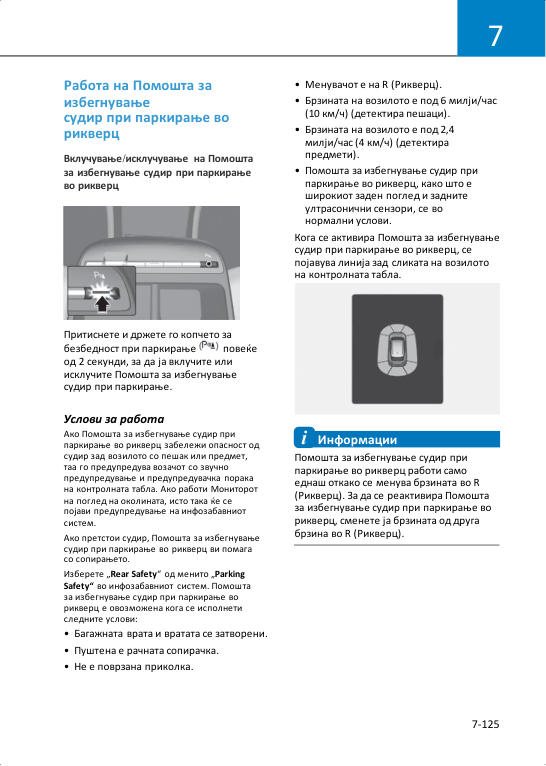 7
Работа на Помошта за
избегнување
судир при паркирање во
рикверц
Вклучување/исклучување на Помошта
за избегнување судир при паркирање
во рикверц
Притиснете и држете го копчето за
безбедност при паркирање (P) повеќе
од 2 секунди, за да ја вклучите или
исклучите Помошта за избегнување
судир при паркирање.
Услови за работа
Ако Помошта за избегнување судир при
паркирање во рикверц забележи опасност од
судир зад возилото со пешак или предмет,
таа го предупредува возачот со звучно
предупредување и предупредувачка порака
на контролната табла. Ако работи Мониторот
на поглед на околината, исто така ќе се
појави предупредување на инфозабавниот
систем.
Ако претстои судир, Помошта за избегнување
судир при паркирање во рикверц ви помага
со сопирањето.
Изберете „Rear Safety“ од менито „Parking
Safety“ во инфозабавниот систем. Помошта
за избегнување судир при паркирање во
рикверц е овозможена кога се исполнети
следните услови:
• Багажната врата и вратата се затворени.
• Пуштена е рачната сопирачка.
• Не е поврзана приколка.
• Менувачот е на R (Рикверц).
• Брзината на возилото е под 6 милји/час
(10 км/ч) (детектира пешаци).
• Брзината на возилото е под 2,4
милји/час (4 км/ч) (детектира
предмети).
• Помошта за избегнување судир при
паркирање во рикверц, како што е
широкиот заден поглед и задните
ултрасонични сензори, се во
нормални услови.
Кога се активира Помошта за избегнување
судир при паркирање во рикверц, се
појавува линија зад сликата на возилото
на контролната табла.
i Информации
Помошта за избегнување судир при
паркирање во рикверц работи само
еднаш откако се менува брзината во R
(Рикверц). За да се реактивира Помошта
за избегнување судир при паркирање во
рикверц, сменете ја брзината од друга
брзина во R (Рикверц).
7-125